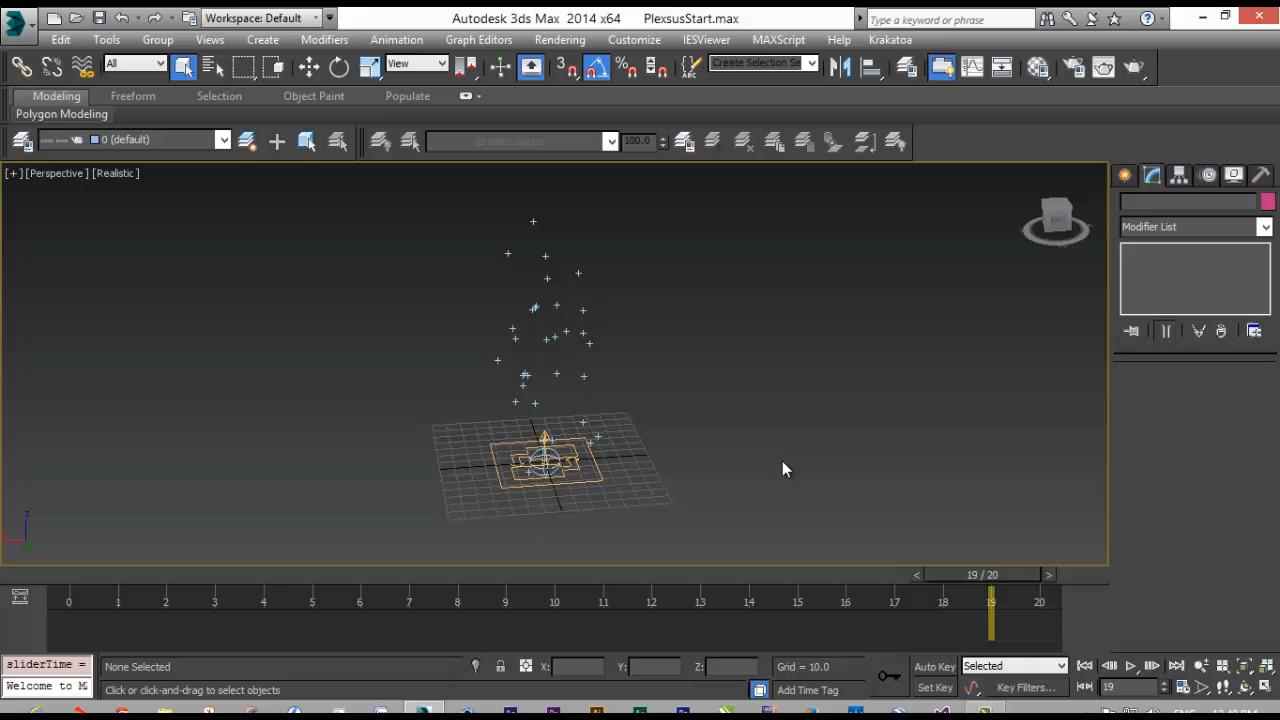 Workspace: Default
Autodesk 3ds Max 2014 x64 PlexsusStart.max
Type a keyword or phrase
Edit Tools Group Views Create Modifiers Animation Graph Editors Rendering Customize IESViewer MAXScript Help Krakatoa
All
View
3
%
ABC
Create Selection Se
Modeling Freeform Selection Object Paint Populate
Polygon Modeling
0 (default)
100.0
[+][Perspective][Realistic]
BACK
Modifier List
z
19 / 20
< >
0 1 2 3 4 5 6 7 8 9 10 11 12 13 14 15 16 17 18 19 20
sliderTime =
None Selected
X: Y: Z:
Grid = 10.0
Auto Key
Selected
Welcome to M
Click or click-and-drag to select objects
Add Time Tag
Set Key
Key Filters...
19